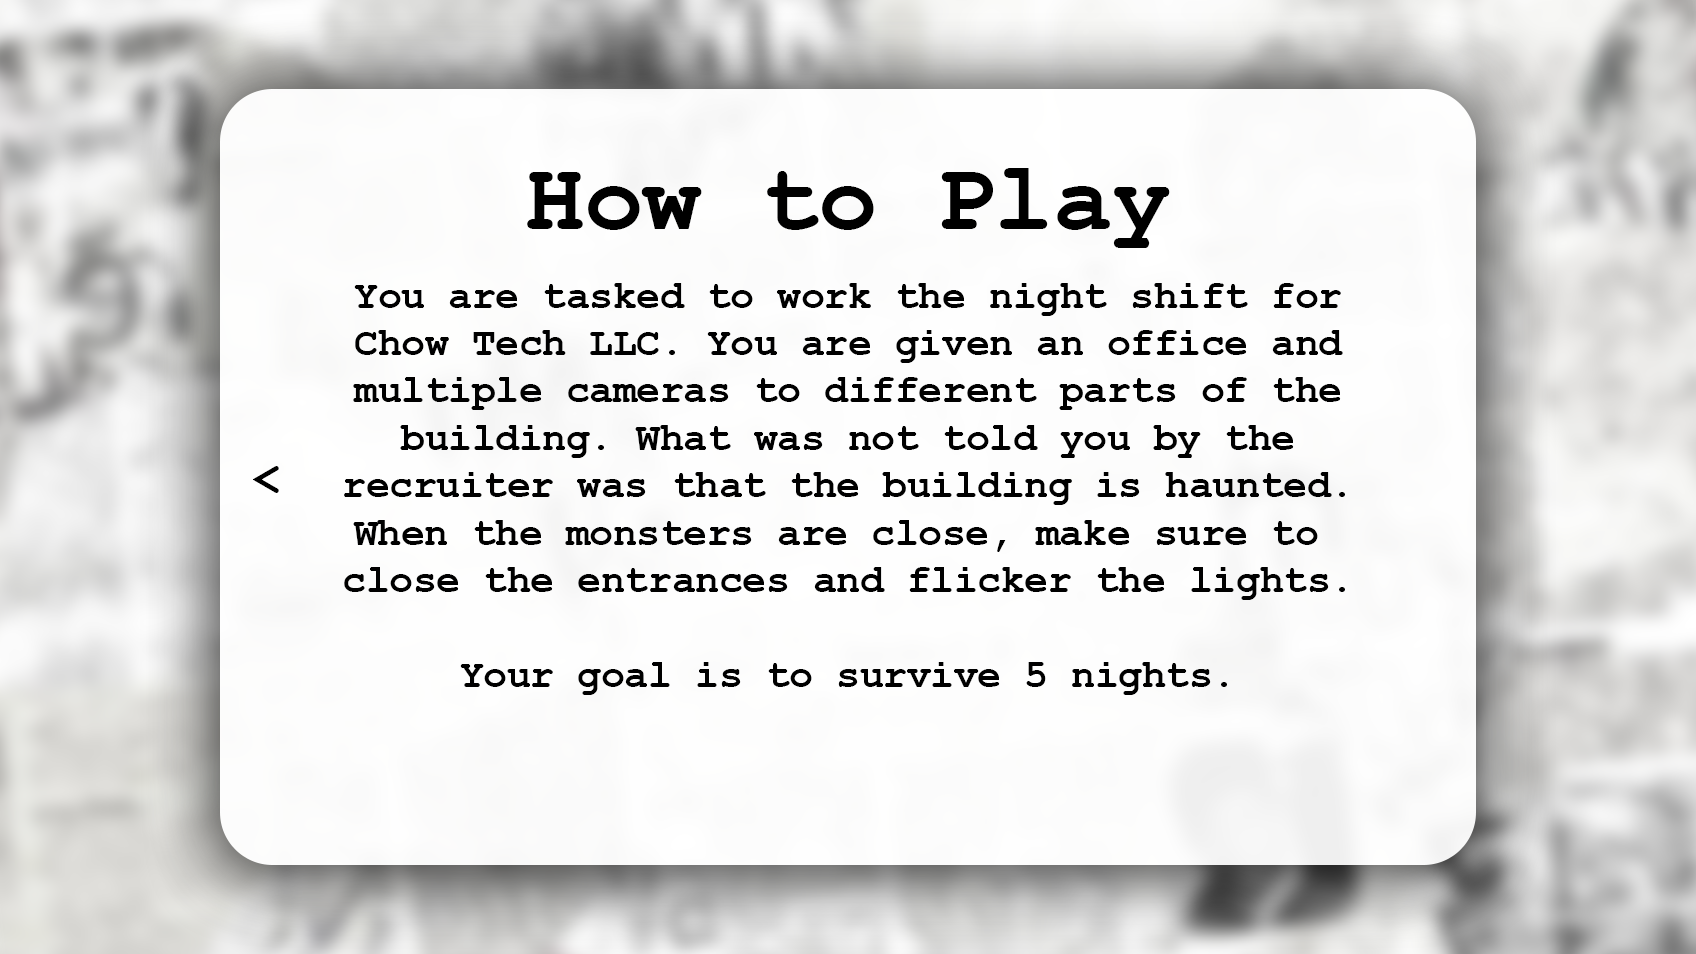 How to Play
You are tasked to work the night shift for
Chow Tech LLC. You are given an office and
multiple cameras to different parts of the
building. What was not told you by the
<
recruiter was that the building is haunted.
When the monsters are close, make sure to
close the entrances and flicker the lights.
Your goal is to survive 5 nights.